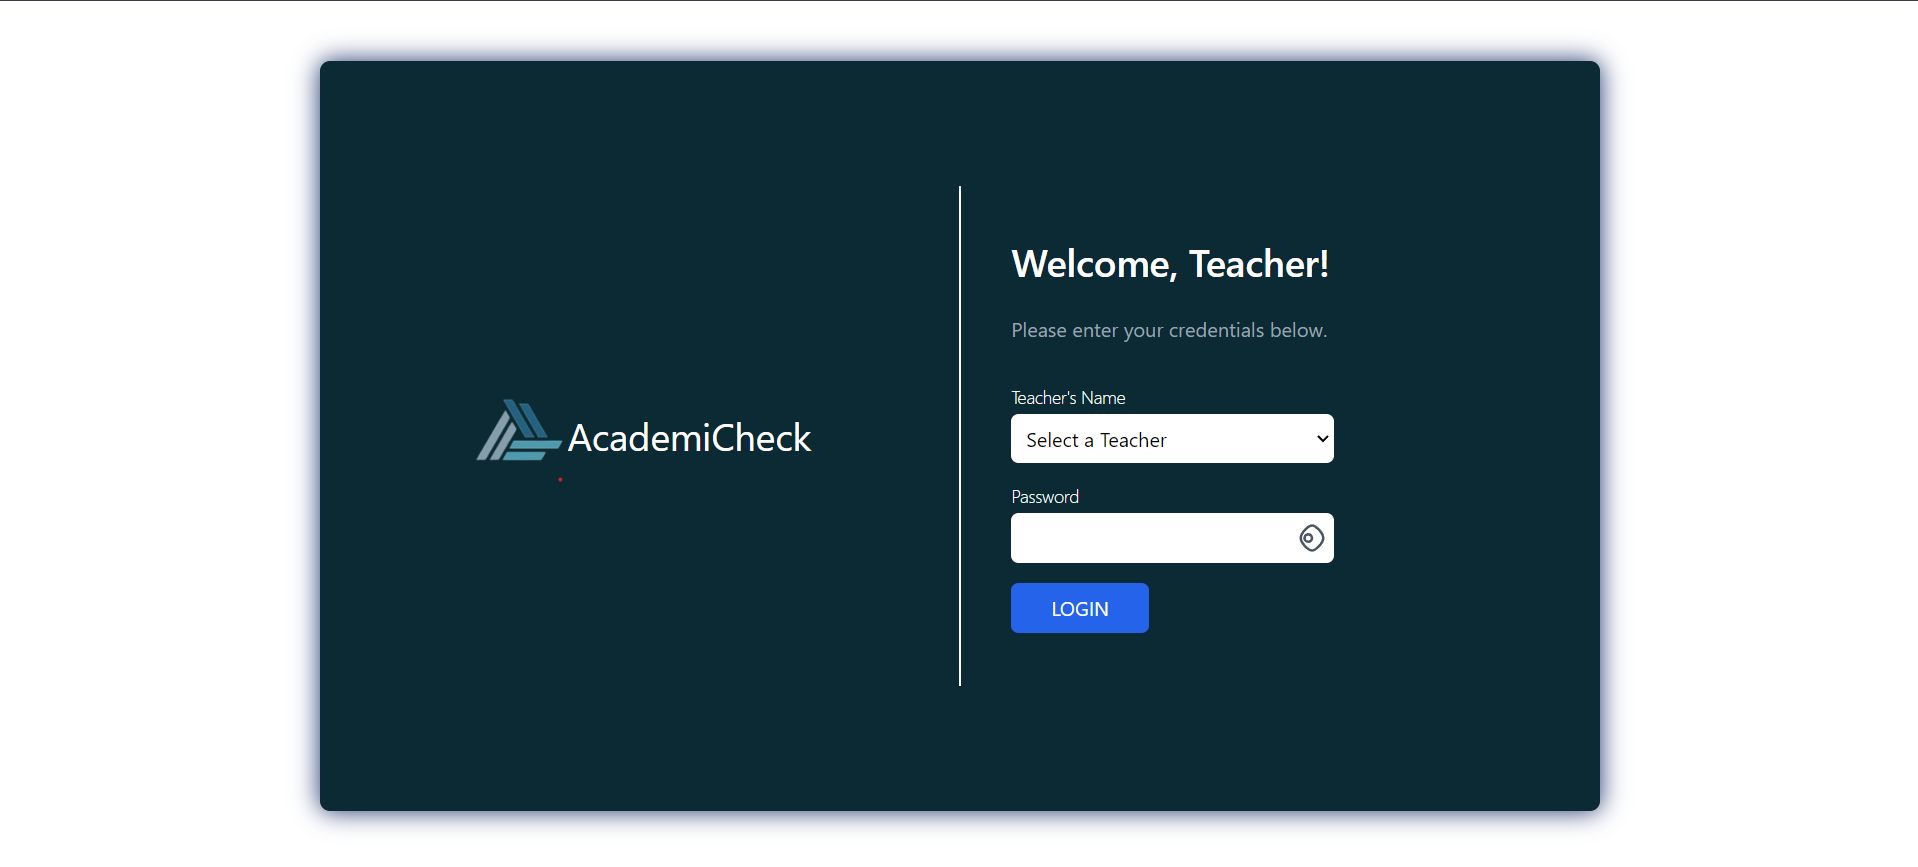 AcademiCheck
Welcome, Teacher!
Please enter your credentials below.
Teacher's Name
Select a Teacher
Password
LOGIN